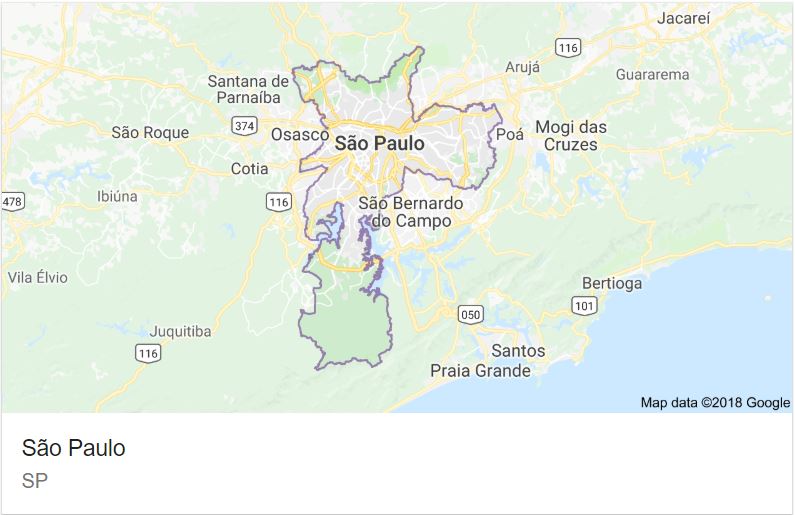 Jacareí
116
Arujá
Guararema
Santana de
Parnaíba
374
São Roque
Osasco
São Paulo
Poá
Mogi das
Cruzes
Cotia
Ibiúna
478
116
São Bernardo
do Campo
Vila Élvio
Bertioga
101
050
Juquitiba
116
Santos
Praia Grande
Map data ©2018 Google
São Paulo
SP